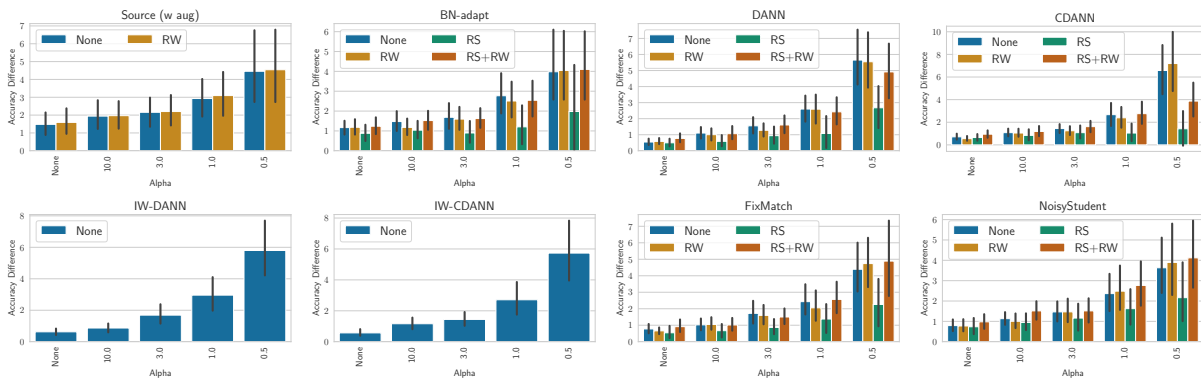 Source (w aug)
None RW
Accuracy Difference
7
6
5
4
3
2
1
0
None 10.0 3.0 1.0 0.5
Alpha
BN-adapt
None RS
RW RS+RW
Accuracy Difference
6
5
4
3
2
1
0
None 10.0 3.0 1.0 0.5
Alpha
DANN
None RS
RW RS+RW
Accuracy Difference
7
6
5
4
3
2
1
0
None 10.0 3.0 1.0 0.5
Alpha
CDANN
None RS
RW RS+RW
Accuracy Difference
10
8
6
4
2
0
None 10.0 3.0 1.0 0.5
Alpha
IW-DANN
None
Accuracy Difference
8
6
4
2
0
None 10.0 3.0 1.0 0.5
Alpha
IW-CDANN
None
Accuracy Difference
8
6
4
2
0
None 10.0 3.0 1.0 0.5
Alpha
FixMatch
None RS
RW RS+RW
Accuracy Difference
7
6
5
4
3
2
1
0
None 10.0 3.0 1.0 0.5
Alpha
NoisyStudent
None RS
RW RS+RW
Accuracy Difference
6
5
4
3
2
1
0
None 10.0 3.0 1.0 0.5
Alpha